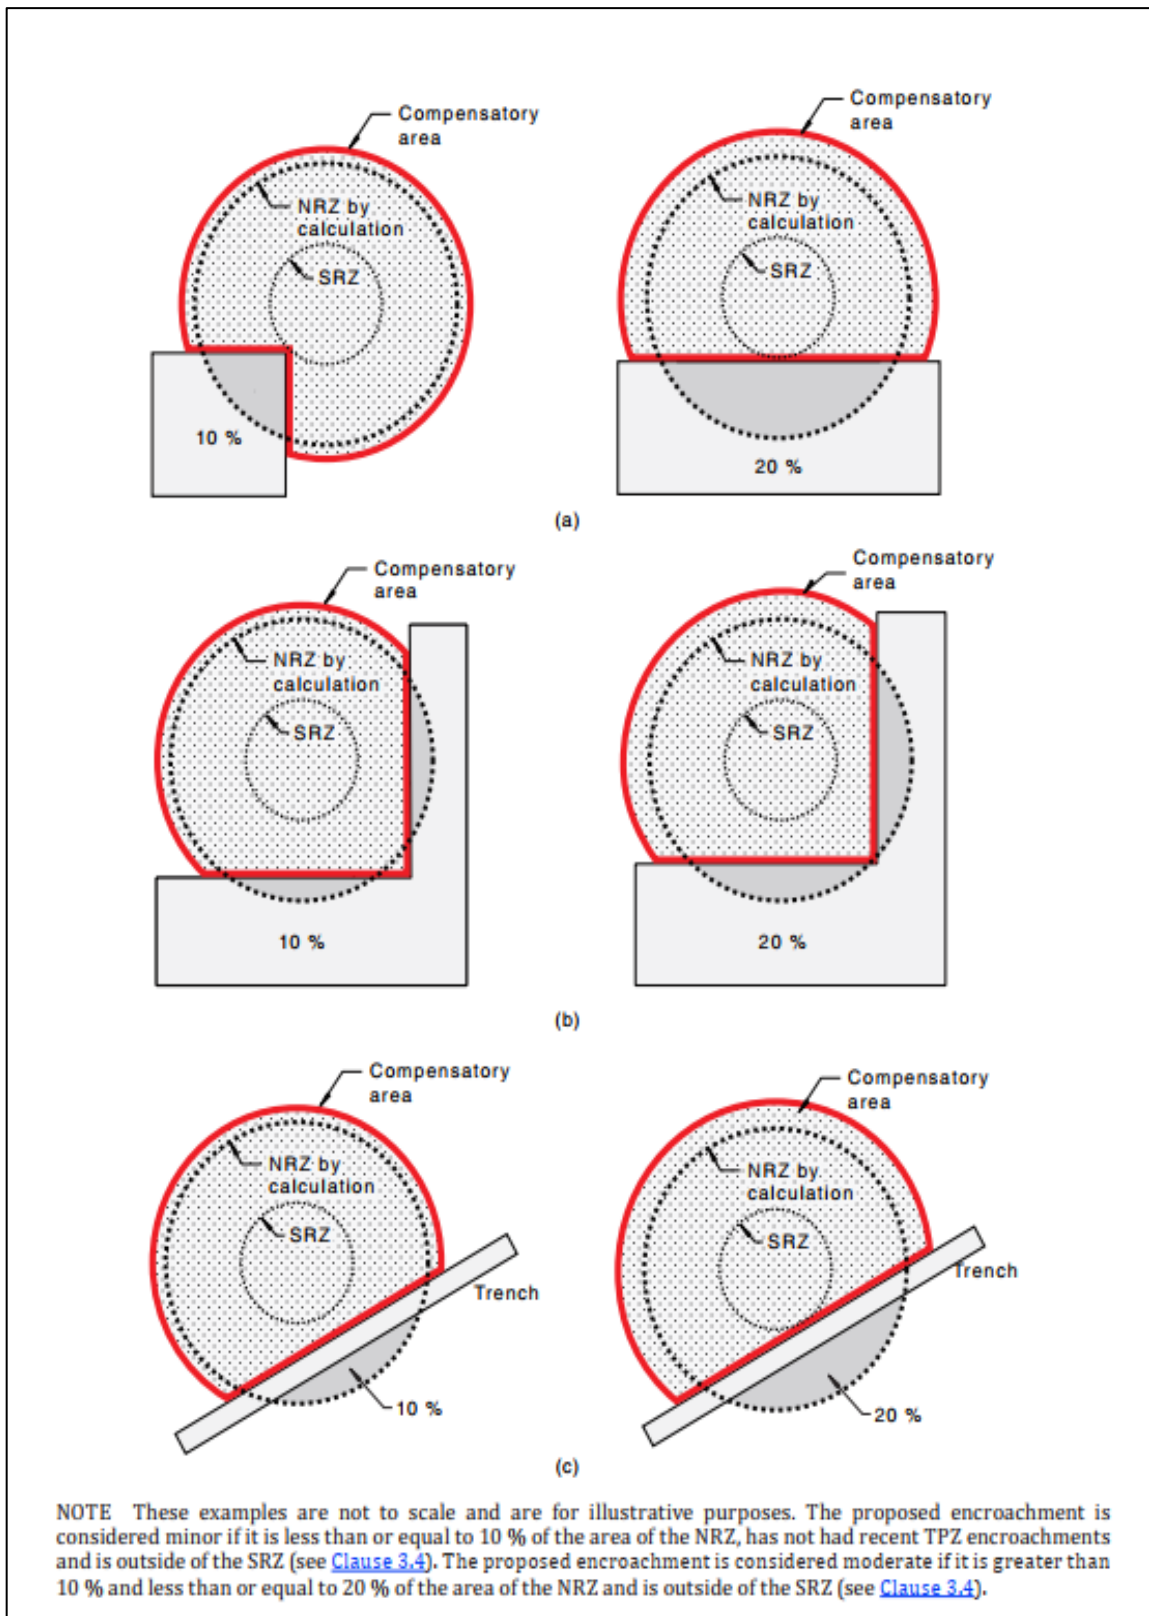 Compensatory
area
NRZ by
calculation
SRZ
10 %
Compensatory
area
NRZ by
calculation
SRZ
20 %
(a)
Compensatory
area
NRZ by
calculation
SRZ
10 %
Compensatory
area
NRZ by
calculation
SRZ
20 %
(b)
Compensatory
area
NRZ by
calculation
SRZ
Trench
10 %
Compensatory
area
NRZ by
calculation
SRZ
Trench
20 %
(c)
NOTE These examples are not to scale and are for illustrative purposes. The proposed encroachment is
considered minor if it is less than or equal to 10 % of the area of the NRZ, has not had recent TPZ encroachments
and is outside of the SRZ (see Clause 3.4). The proposed encroachment is considered moderate if it is greater than
10 % and less than or equal to 20 % of the area of the NRZ and is outside of the SRZ (see Clause 3.4).